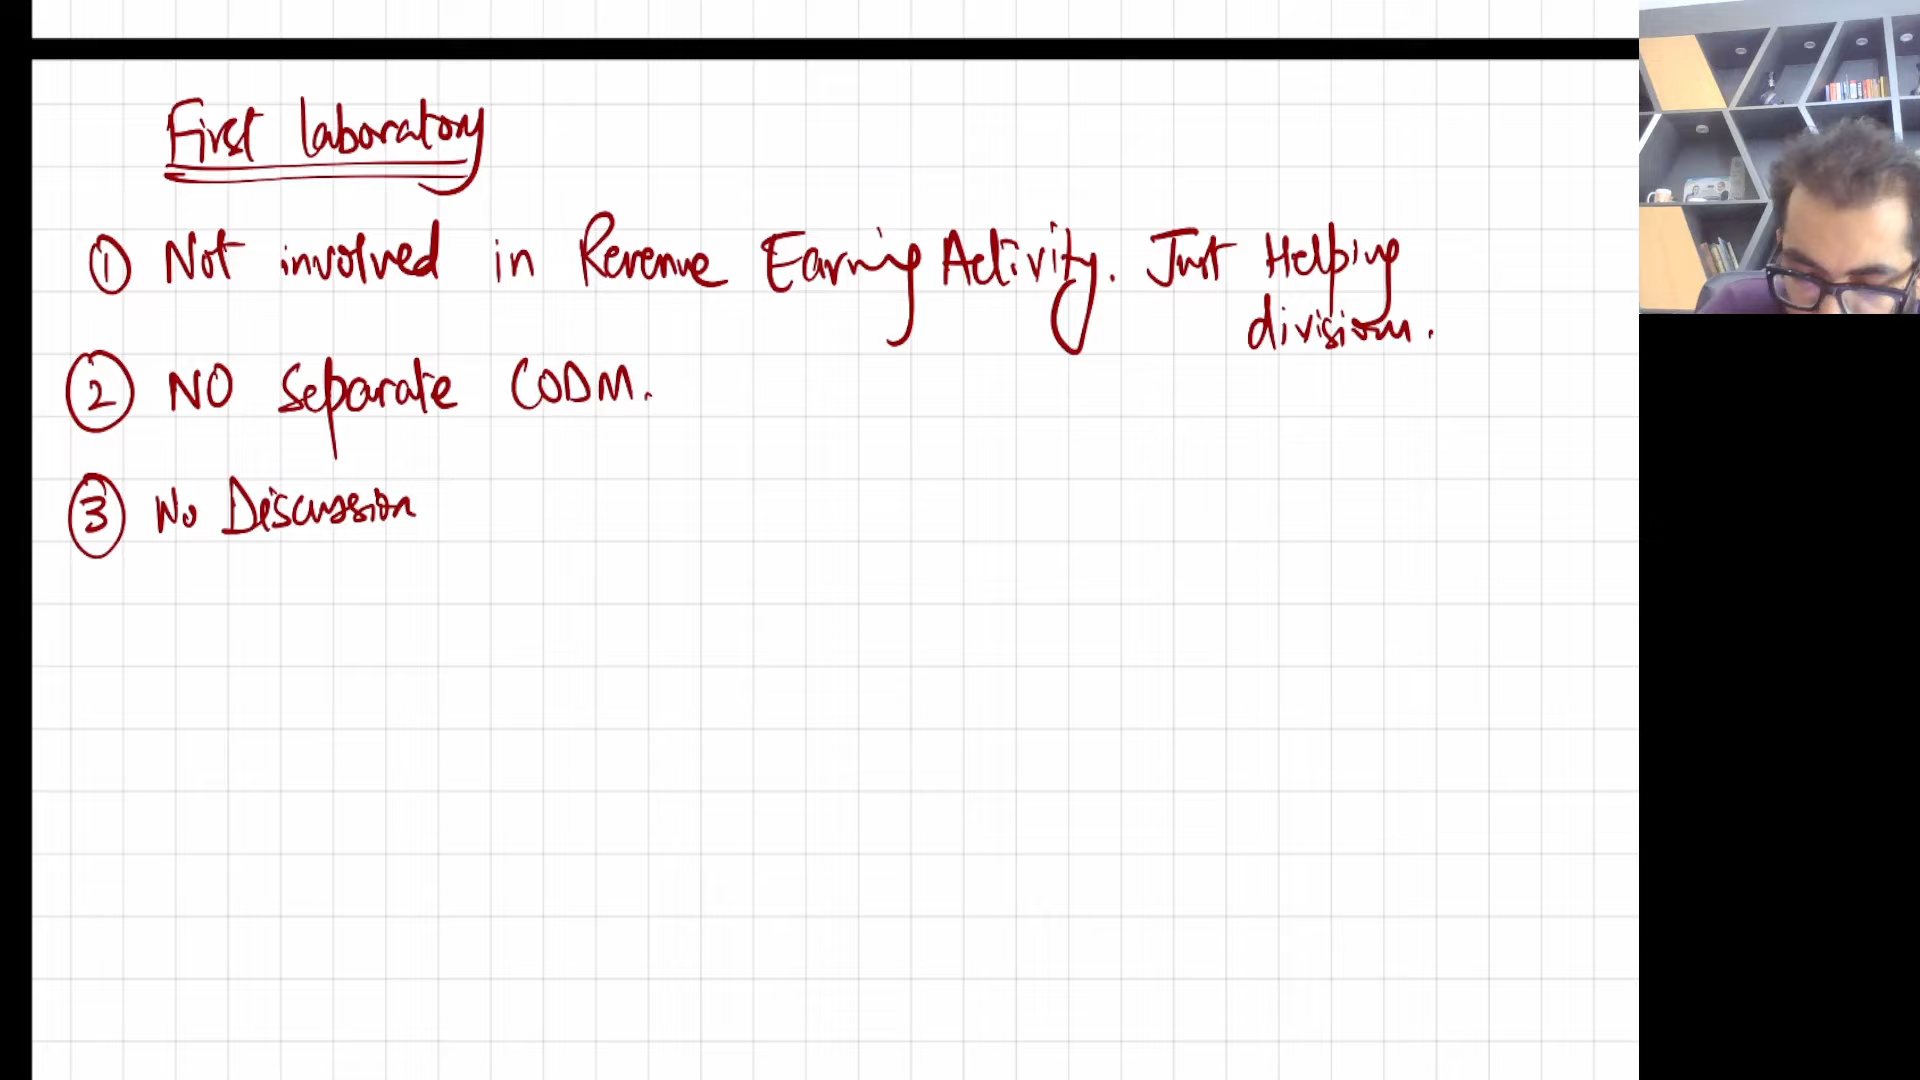 First laboratory
① Not involved in Revenue Earning Activity. Just Helping
division.
② NO separate CODM.
③ No Discussion